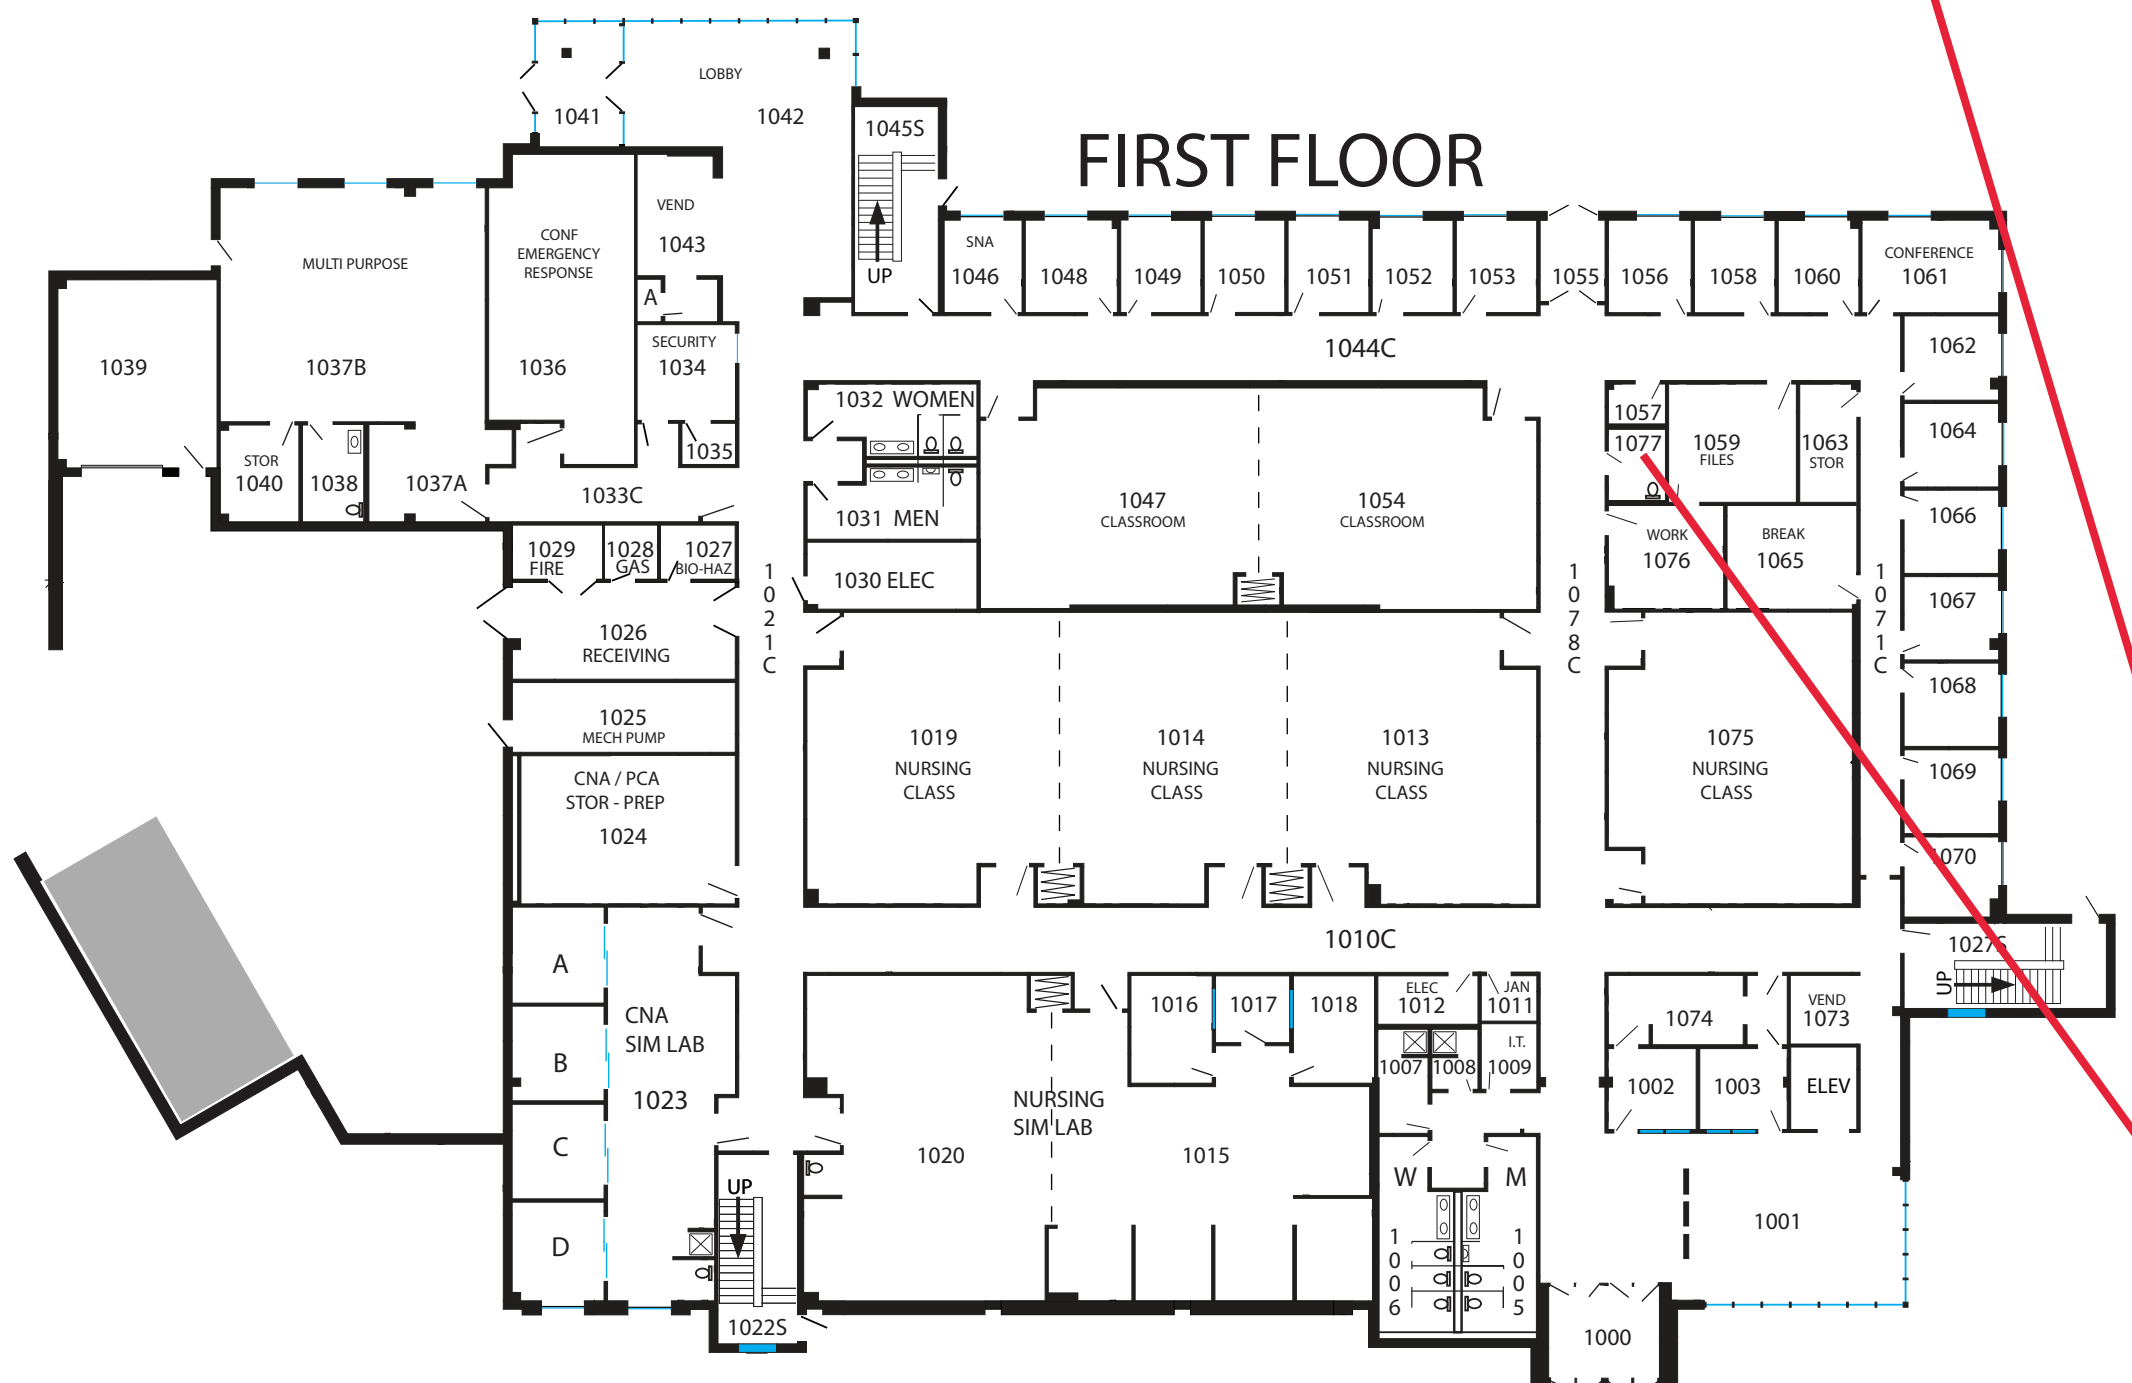 FIRST FLOOR
LOBBY
1041
1042
1045S
UP
VEND
1043
A
CONF
EMERGENCY
RESPONSE
1036
MULTI PURPOSE
1037B
1039
SECURITY
1034
1035
STOR
1040
1038
1037A
1033C
SNA
1046
1048
1049
1050
1051
1052
1053
1055
1056
1058
1060
CONFERENCE
1061
1044C
1062
1064
1066
1067
1068
1069
1070
1032 WOMEN
1031 MEN
1030 ELEC
1047
CLASSROOM
1054
CLASSROOM
1057
1077
1059
FILES
1063
STOR
WORK
1076
BREAK
1065
1029
FIRE
1028
GAS
1027
BIO-HAZ
1021C
1078C
1071C
1026
RECEIVING
1025
MECH PUMP
CNA / PCA
STOR - PREP
1024
1019
NURSING
CLASS
1014
NURSING
CLASS
1013
NURSING
CLASS
1075
NURSING
CLASS
1010C
1027S
UP
A
B
C
D
CNA
SIM LAB
1023
1016
1017
1018
ELEC
1012
JAN
1011
1007
1008
I.T.
1009
1074
VEND
1073
1002
1003
ELEV
NURSING
SIM LAB
1020
1015
W
M
1006
1005
1001
UP
1022S
1000